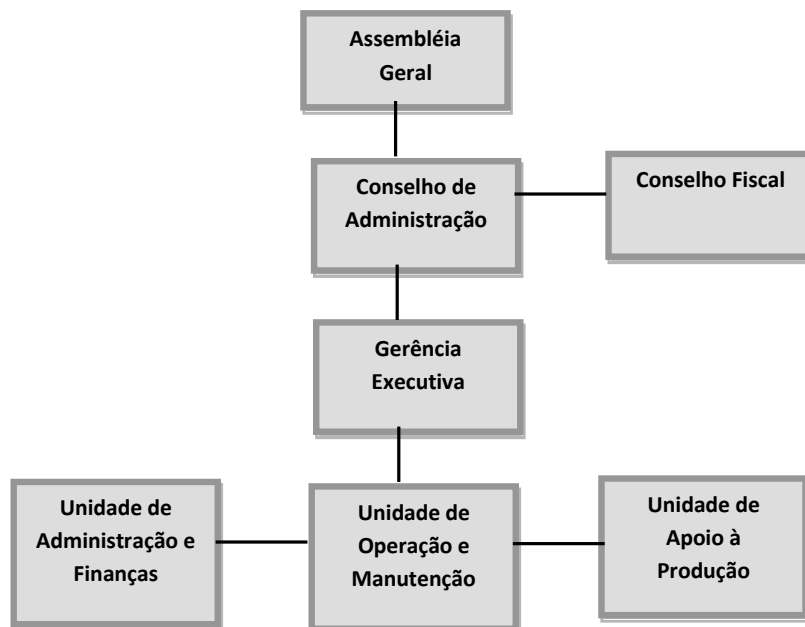 Assembléia
Geral
Conselho de
Administração
Conselho Fiscal
Gerência
Executiva
Unidade de
Administração e
Finanças
Unidade de
Operação e
Manutenção
Unidade de
Apoio à
Produção